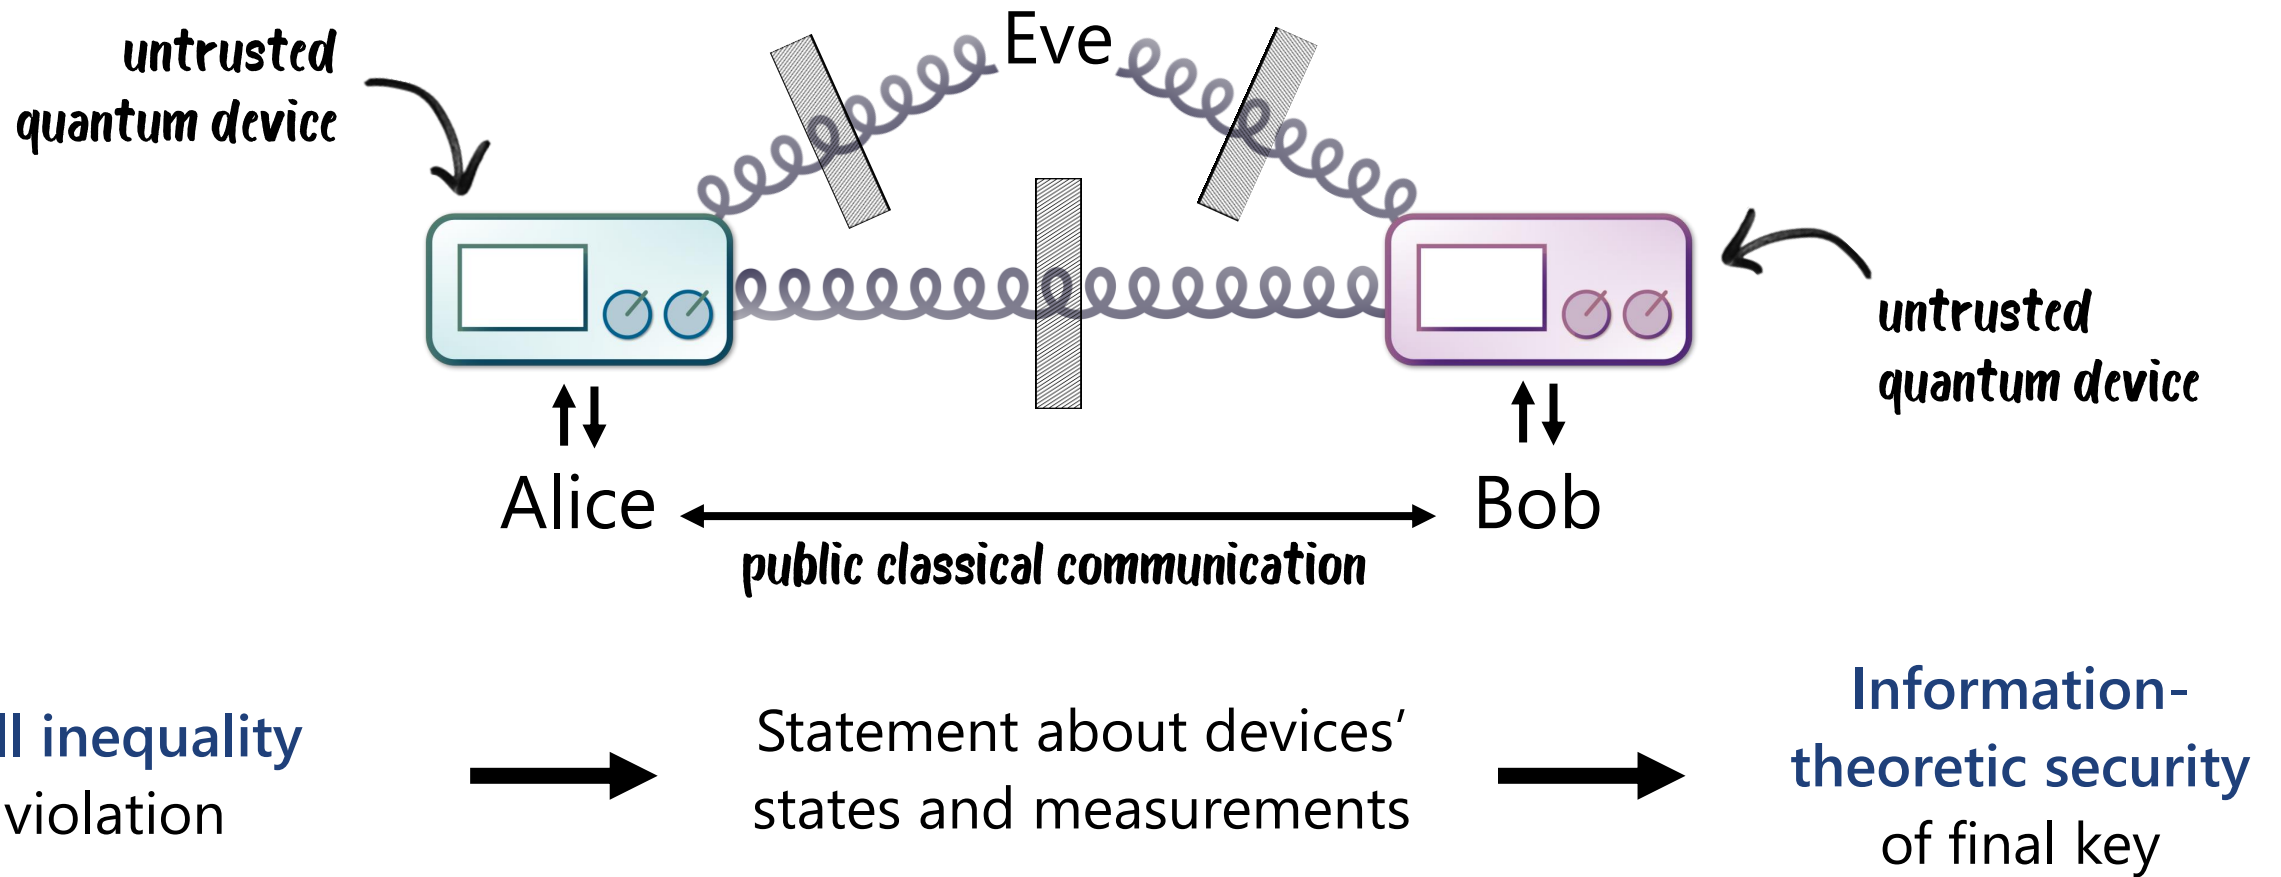 untrusted
quantum device
Eve
untrusted
quantum device
Alice
Bob
public classical communication
ll inequality
violation
Statement about devices’
states and measurements
Information-
theoretic security
of final key